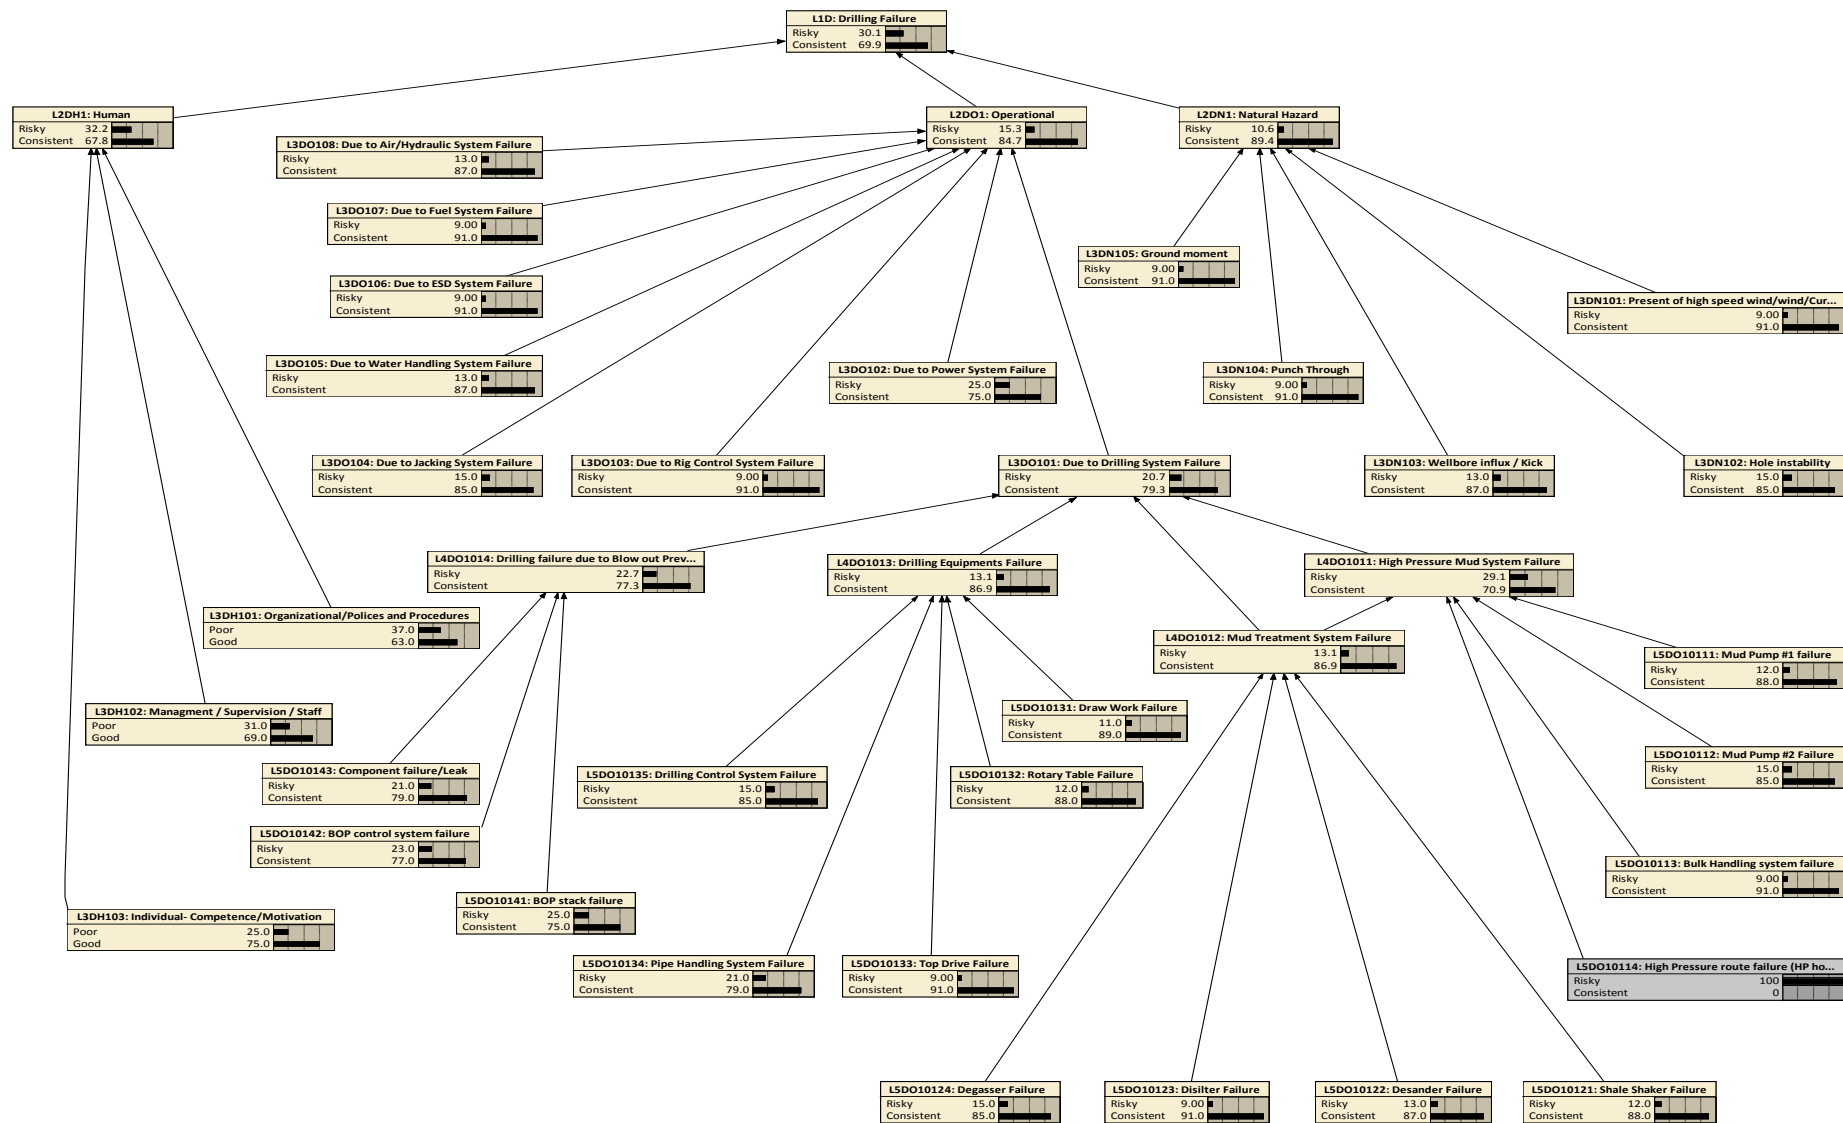 L1D: Drilling Failure
Risky 30.1
Consistent 69.9
L2DH1: Human
Risky 32.2
Consistent 67.8
L2DO1: Operational
Risky 15.3
Consistent 84.7
L2DN1: Natural Hazard
Risky 10.6
Consistent 89.4
L3DO108: Due to Air/Hydraulic System Failure
Risky 13.0
Consistent 87.0
L3DO107: Due to Fuel System Failure
Risky 9.00
Consistent 91.0
L3DN105: Ground moment
Risky 9.00
Consistent 91.0
L3DO106: Due to ESD System Failure
Risky 9.00
Consistent 91.0
L3DN101: Present of high speed wind/wind/Cur...
Risky 9.00
Consistent 91.0
L3DO105: Due to Water Handling System Failure
Risky 13.0
Consistent 87.0
L3DO102: Due to Power System Failure
Risky 25.0
Consistent 75.0
L3DN104: Punch Through
Risky 9.00
Consistent 91.0
L3DO104: Due to Jacking System Failure
Risky 15.0
Consistent 85.0
L3DO103: Due to Rig Control System Failure
Risky 9.00
Consistent 91.0
L3DO101: Due to Drilling System Failure
Risky 20.7
Consistent 79.3
L3DN103: Wellbore influx / Kick
Risky 13.0
Consistent 87.0
L3DN102: Hole instability
Risky 15.0
Consistent 85.0
L4DO1014: Drilling failure due to Blow out Prev...
Risky 22.7
Consistent 77.3
L4DO1013: Drilling Equipments Failure
Risky 13.1
Consistent 86.9
L4DO1011: High Pressure Mud System Failure
Risky 29.1
Consistent 70.9
L3DH101: Organizational/Polices and Procedures
Poor 37.0
Good 63.0
L4DO1012: Mud Treatment System Failure
Risky 13.1
Consistent 86.9
L5DO10111: Mud Pump #1 failure
Risky 12.0
Consistent 88.0
L3DH102: Managment / Supervision / Staff
Poor 31.0
Good 69.0
L5DO10131: Draw Work Failure
Risky 11.0
Consistent 89.0
L5DO10112: Mud Pump #2 Failure
Risky 15.0
Consistent 85.0
L5DO10143: Component failure/Leak
Risky 21.0
Consistent 79.0
L5DO10135: Drilling Control System Failure
Risky 15.0
Consistent 85.0
L5DO10132: Rotary Table Failure
Risky 12.0
Consistent 88.0
L5DO10142: BOP control system failure
Risky 23.0
Consistent 77.0
L5DO10113: Bulk Handling system failure
Risky 9.00
Consistent 91.0
L5DO10141: BOP stack failure
Risky 25.0
Consistent 75.0
L3DH103: Individual- Competence/Motivation
Poor 25.0
Good 75.0
L5DO10134: Pipe Handling System Failure
Risky 21.0
Consistent 79.0
L5DO10133: Top Drive Failure
Risky 9.00
Consistent 91.0
L5DO10114: High Pressure route failure (HP ho...
Risky 100
Consistent 0
L5DO10124: Degasser Failure
Risky 15.0
Consistent 85.0
L5DO10123: Disilter Failure
Risky 9.00
Consistent 91.0
L5DO10122: Desander Failure
Risky 13.0
Consistent 87.0
L5DO10121: Shale Shaker Failure
Risky 12.0
Consistent 88.0